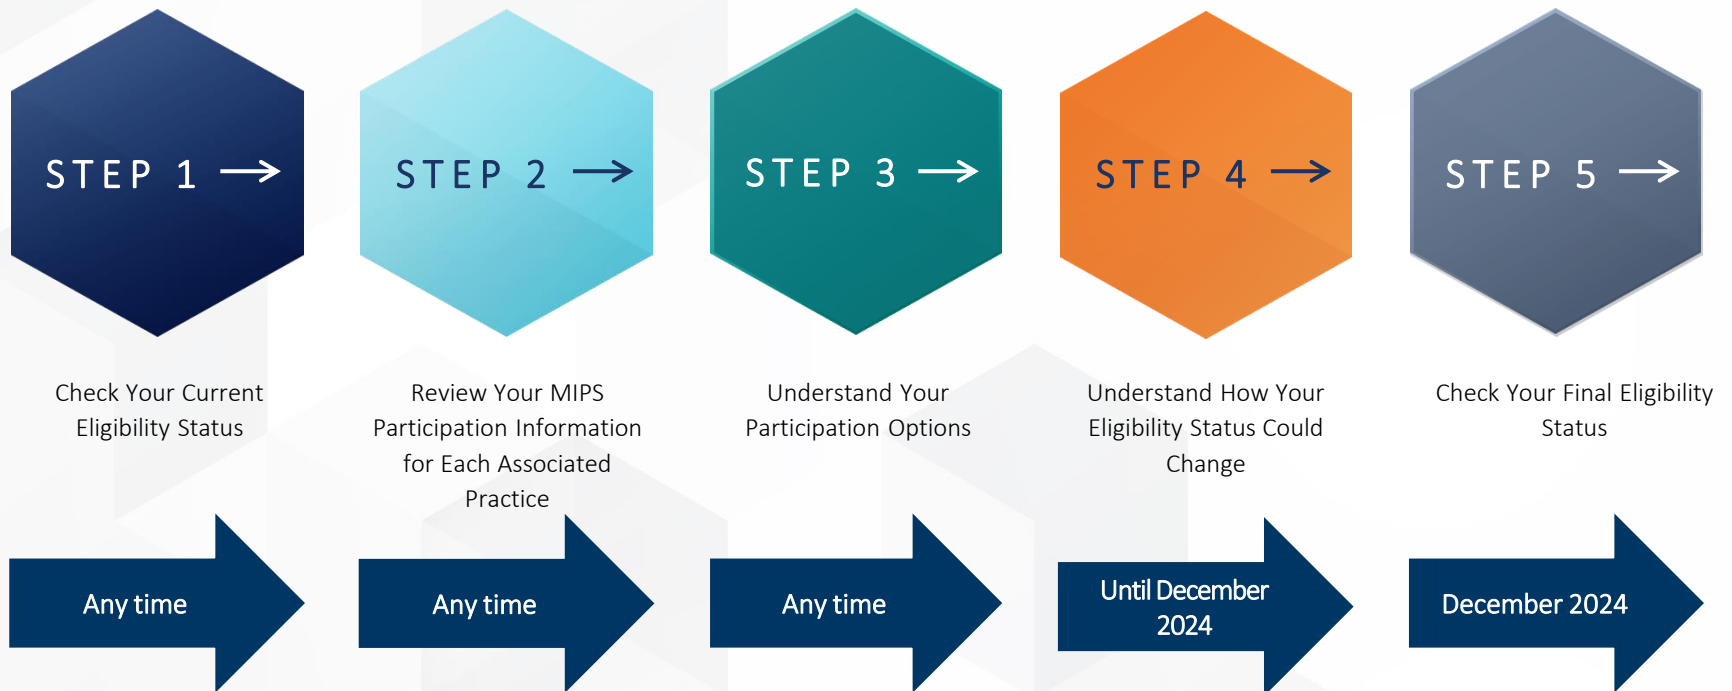 STEP 1 →
STEP 2 →
STEP 3 →
STEP 4 →
STEP 5 →
Check Your Current
Eligibility Status
Review Your MIPS
Participation Information
for Each Associated
Practice
Understand Your
Participation Options
Understand How Your
Eligibility Status Could
Change
Check Your Final Eligibility
Status
Any time
Any time
Any time
Until December
2024
December 2024